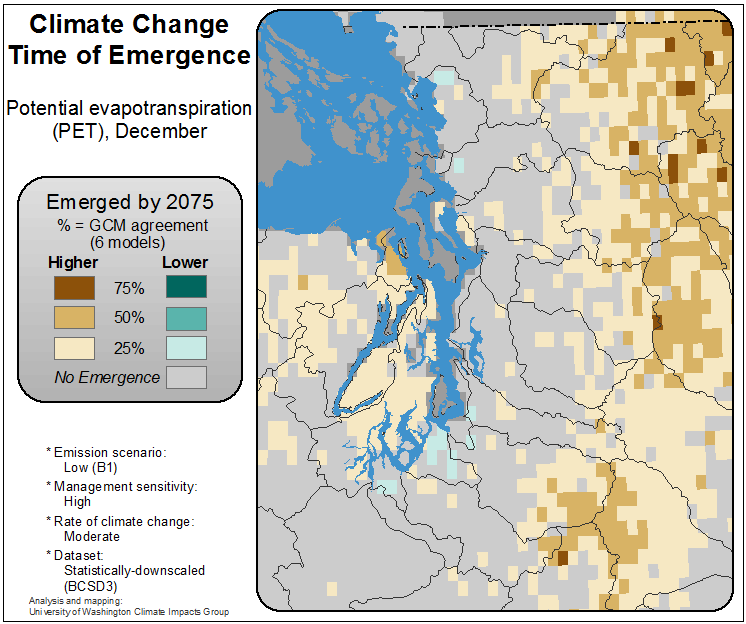 Climate Change
Time of Emergence
Potential evapotranspiration
(PET), December
Emerged by 2075
% = GCM agreement
(6 models)
Higher Lower
75%
50%
25%
No Emergence
* Emission scenario:
Low (B1)
* Management sensitivity:
High
* Rate of climate change:
Moderate
* Dataset:
Statistically-downscaled
(BCSD3)
Analysis and mapping:
University of Washington Climate Impacts Group